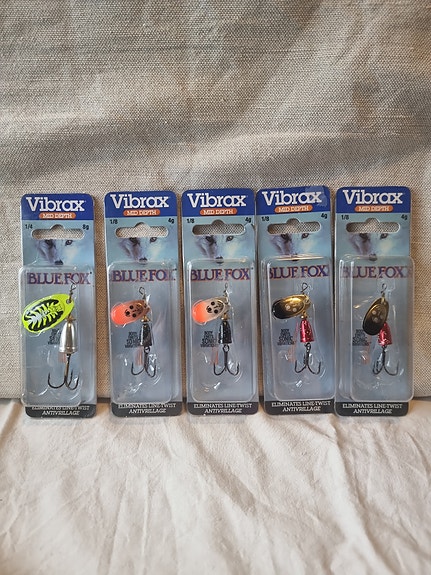 Vibrax
MID DEPTH
1/4 8g
BLUE FOX
ELIMINATES LINE-TWIST
ANTIVRILLAGE
Vibrax
MID DEPTH
1/8 4g
BLUE FOX
ELIMINATES LINE-TWIST
ANTIVRILLAGE
Vibrax
MID DEPTH
1/8 4g
BLUE FOX
SONIC
ELIMINATES LINE-TWIST
ANTIVRILLAGE
Vibrax
MID DEPTH
1/8 4g
BLUE FOX
SONIC
ELIMINATES LINE-TWIST
ANTIVRILLAGE
Vibrax
MID DEPTH
1/8 4g
BLUE FOX
ELIMINATES LINE-TWIST
ANTIVRILLAGE